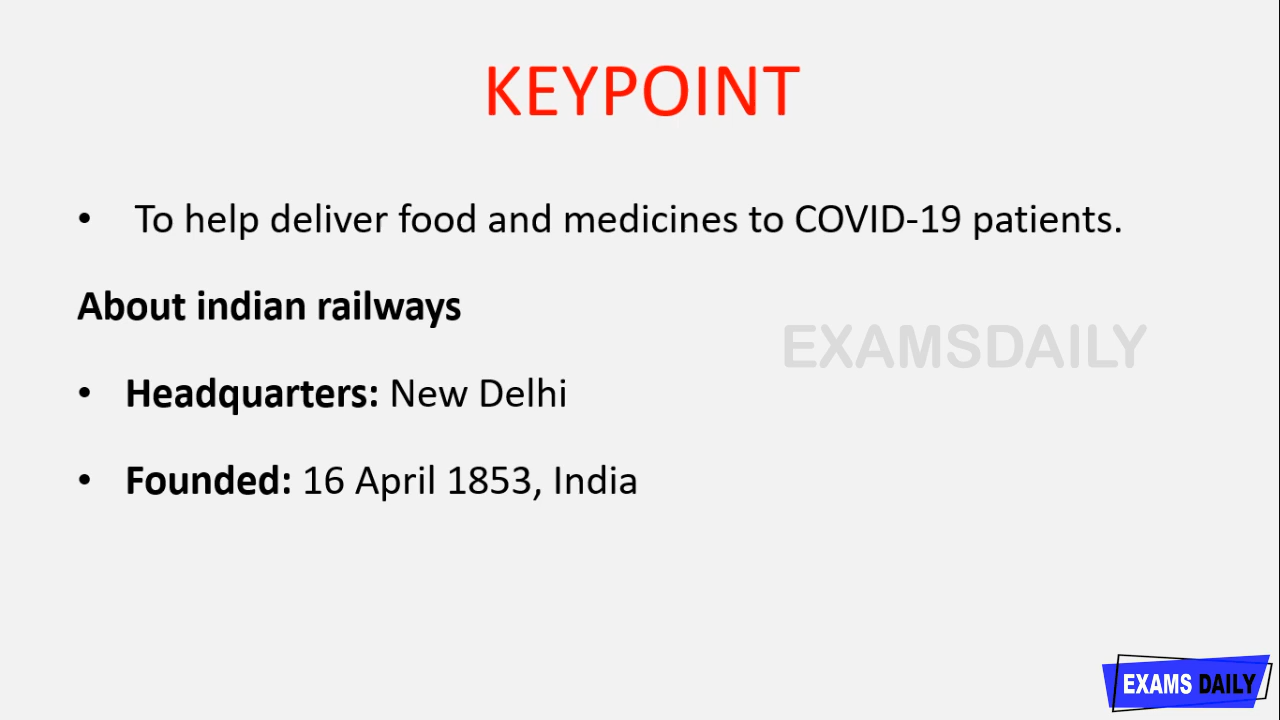 KEYPOINT
• To help deliver food and medicines to COVID-19 patients.
About indian railways
EXAMSDAILY
• Headquarters: New Delhi
• Founded: 16 April 1853, India
EXAMS DAILY